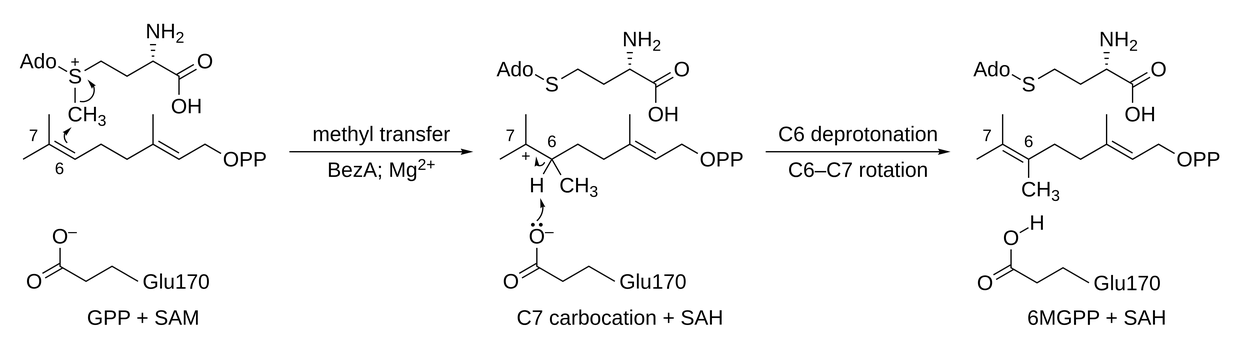 NH2
Ado
+
S
O
OH
CH3
7
6
OPP
O–
O
Glu170
GPP + SAM
methyl transfer
BezA; Mg2+
NH2
Ado
S
O
OH
7
6
+
OPP
H
CH3
O–
O
Glu170
C7 carbocation + SAH
C6 deprotonation
C6–C7 rotation
NH2
Ado
S
O
OH
7
6
OPP
CH3
H
O
O
Glu170
6MGPP + SAH